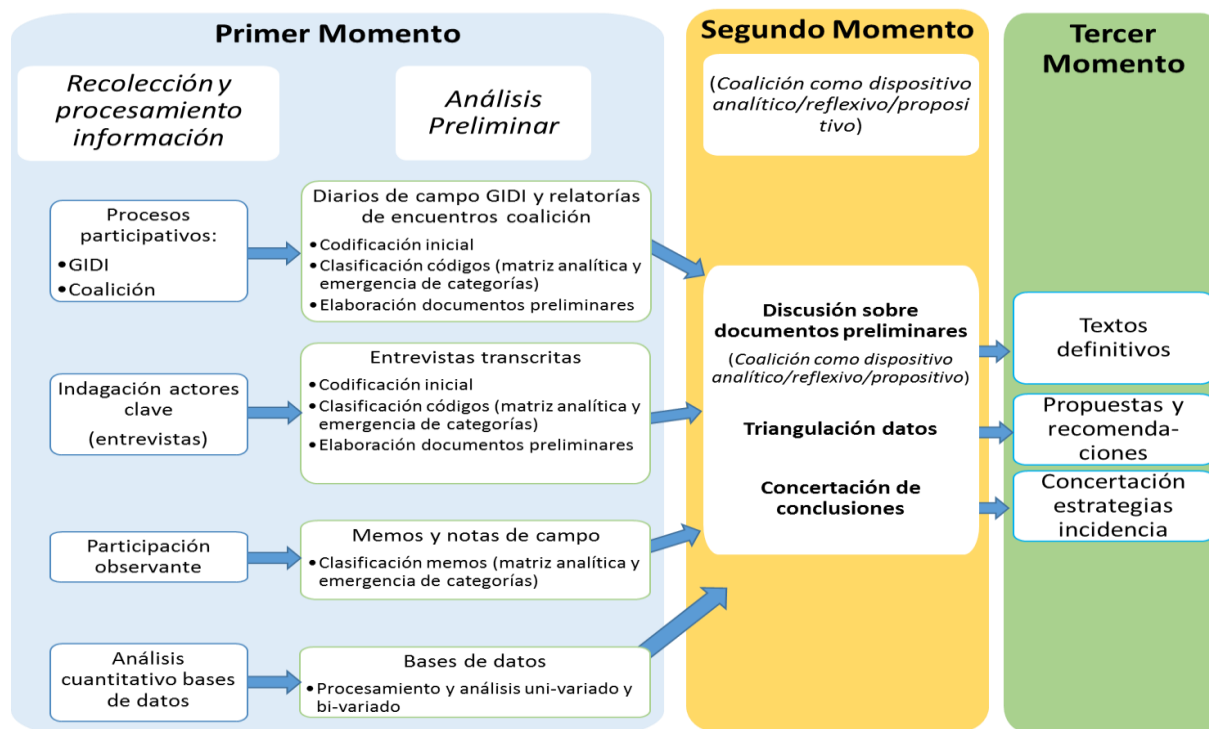 Primer Momento
Recolección y
procesamiento
información
Análisis
Preliminar
Procesos
participativos:
•GIDI
•Coalición
Diarios de campo GIDI y relatorías
de encuentros coalición
•Codificación inicial
•Clasificación códigos (matriz analítica y
emergencia de categorías)
•Elaboración documentos preliminares
Indagación actores
clave
(entrevistas)
Entrevistas transcritas
•Codificación inicial
•Clasificación códigos (matriz analítica y
emergencia de categorías)
•Elaboración documentos preliminares
Participación
observante
Memos y notas de campo
•Clasificación memos (matriz analítica y
emergencia de categorías)
Análisis
cuantitativo bases
de datos
Bases de datos
•Procesamiento y análisis uni-variado y
bi-variado
Segundo Momento
(Coalición como dispositivo
analítico/reflexivo/proposi
tivo)
Discusión sobre
documentos preliminares
(Coalición como dispositivo
analítico/reflexivo/propositivo)
Triangulación datos
Concertación de
conclusiones
Tercer
Momento
Textos
definitivos
Propuestas y
recomenda-
ciones
Concertación
estrategias
incidencia